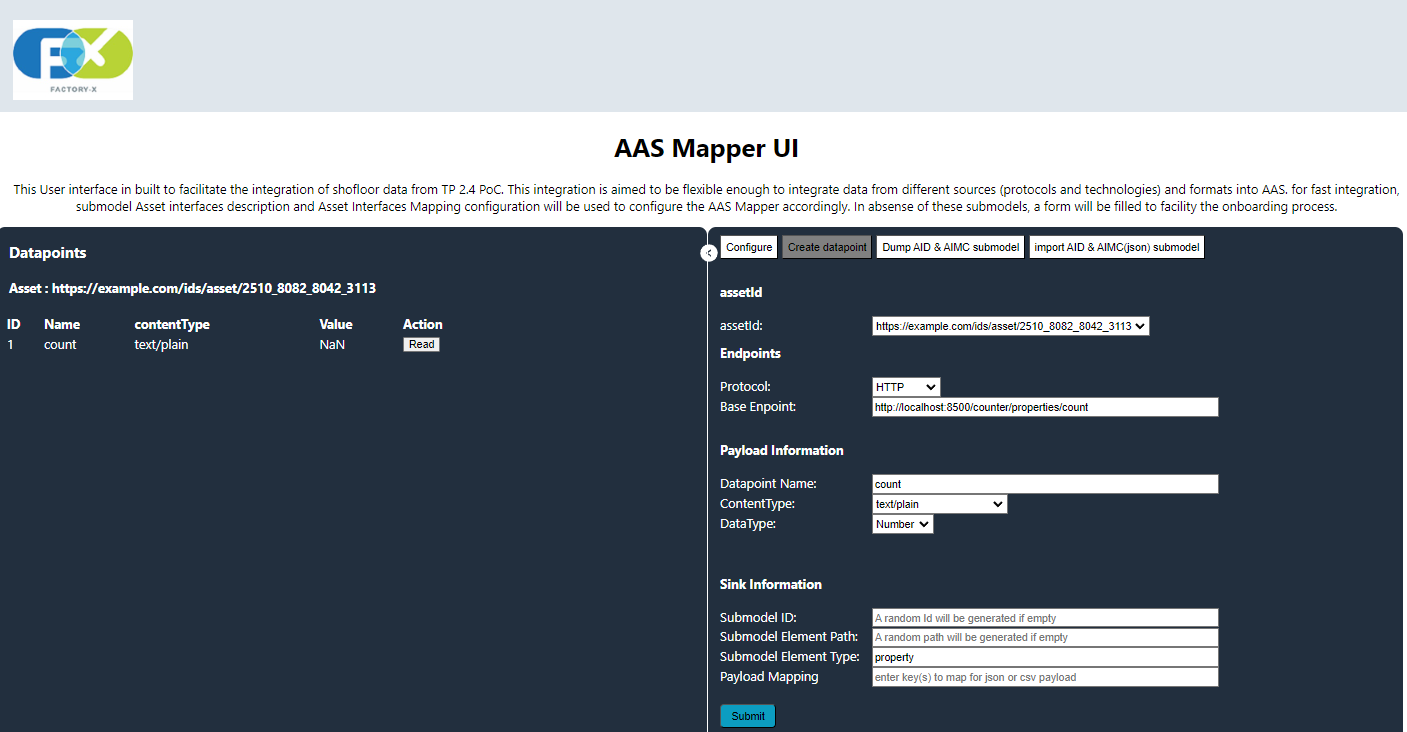 FX
FACTORY-X
AAS Mapper UI
This User interface in built to facilitate the integration of shofloor data from TP 2.4 PoC. This integration is aimed to be flexible enough to integrate data from different sources (protocols and technologies) and formats into AAS. for fast integration,
submodel Asset interfaces description and Asset Interfaces Mapping configuration will be used to configure the AAS Mapper accordingly. In absense of these submodels, a form will be filled to facility the onboarding process.
Datapoints
Asset : https://example.com/ids/asset/2510_8082_8042_3113
ID Name contentType Value Action
1 count text/plain NaN Read
Configure Create datapoint Dump AID & AIMC submodel import AID & AIMC(json) submodel
assetId
assetId: https://example.com/ids/asset/2510_8082_8042_3113
Endpoints
Protocol: HTTP
Base Enpoint: http://localhost:8500/counter/properties/count
Payload Information
Datapoint Name: count
ContentType: text/plain
DataType: Number
Sink Information
Submodel ID: A random Id will be generated if empty
Submodel Element Path: A random path will be generated if empty
Submodel Element Type: property
Payload Mapping enter key(s) to map for json or csv payload
Submit